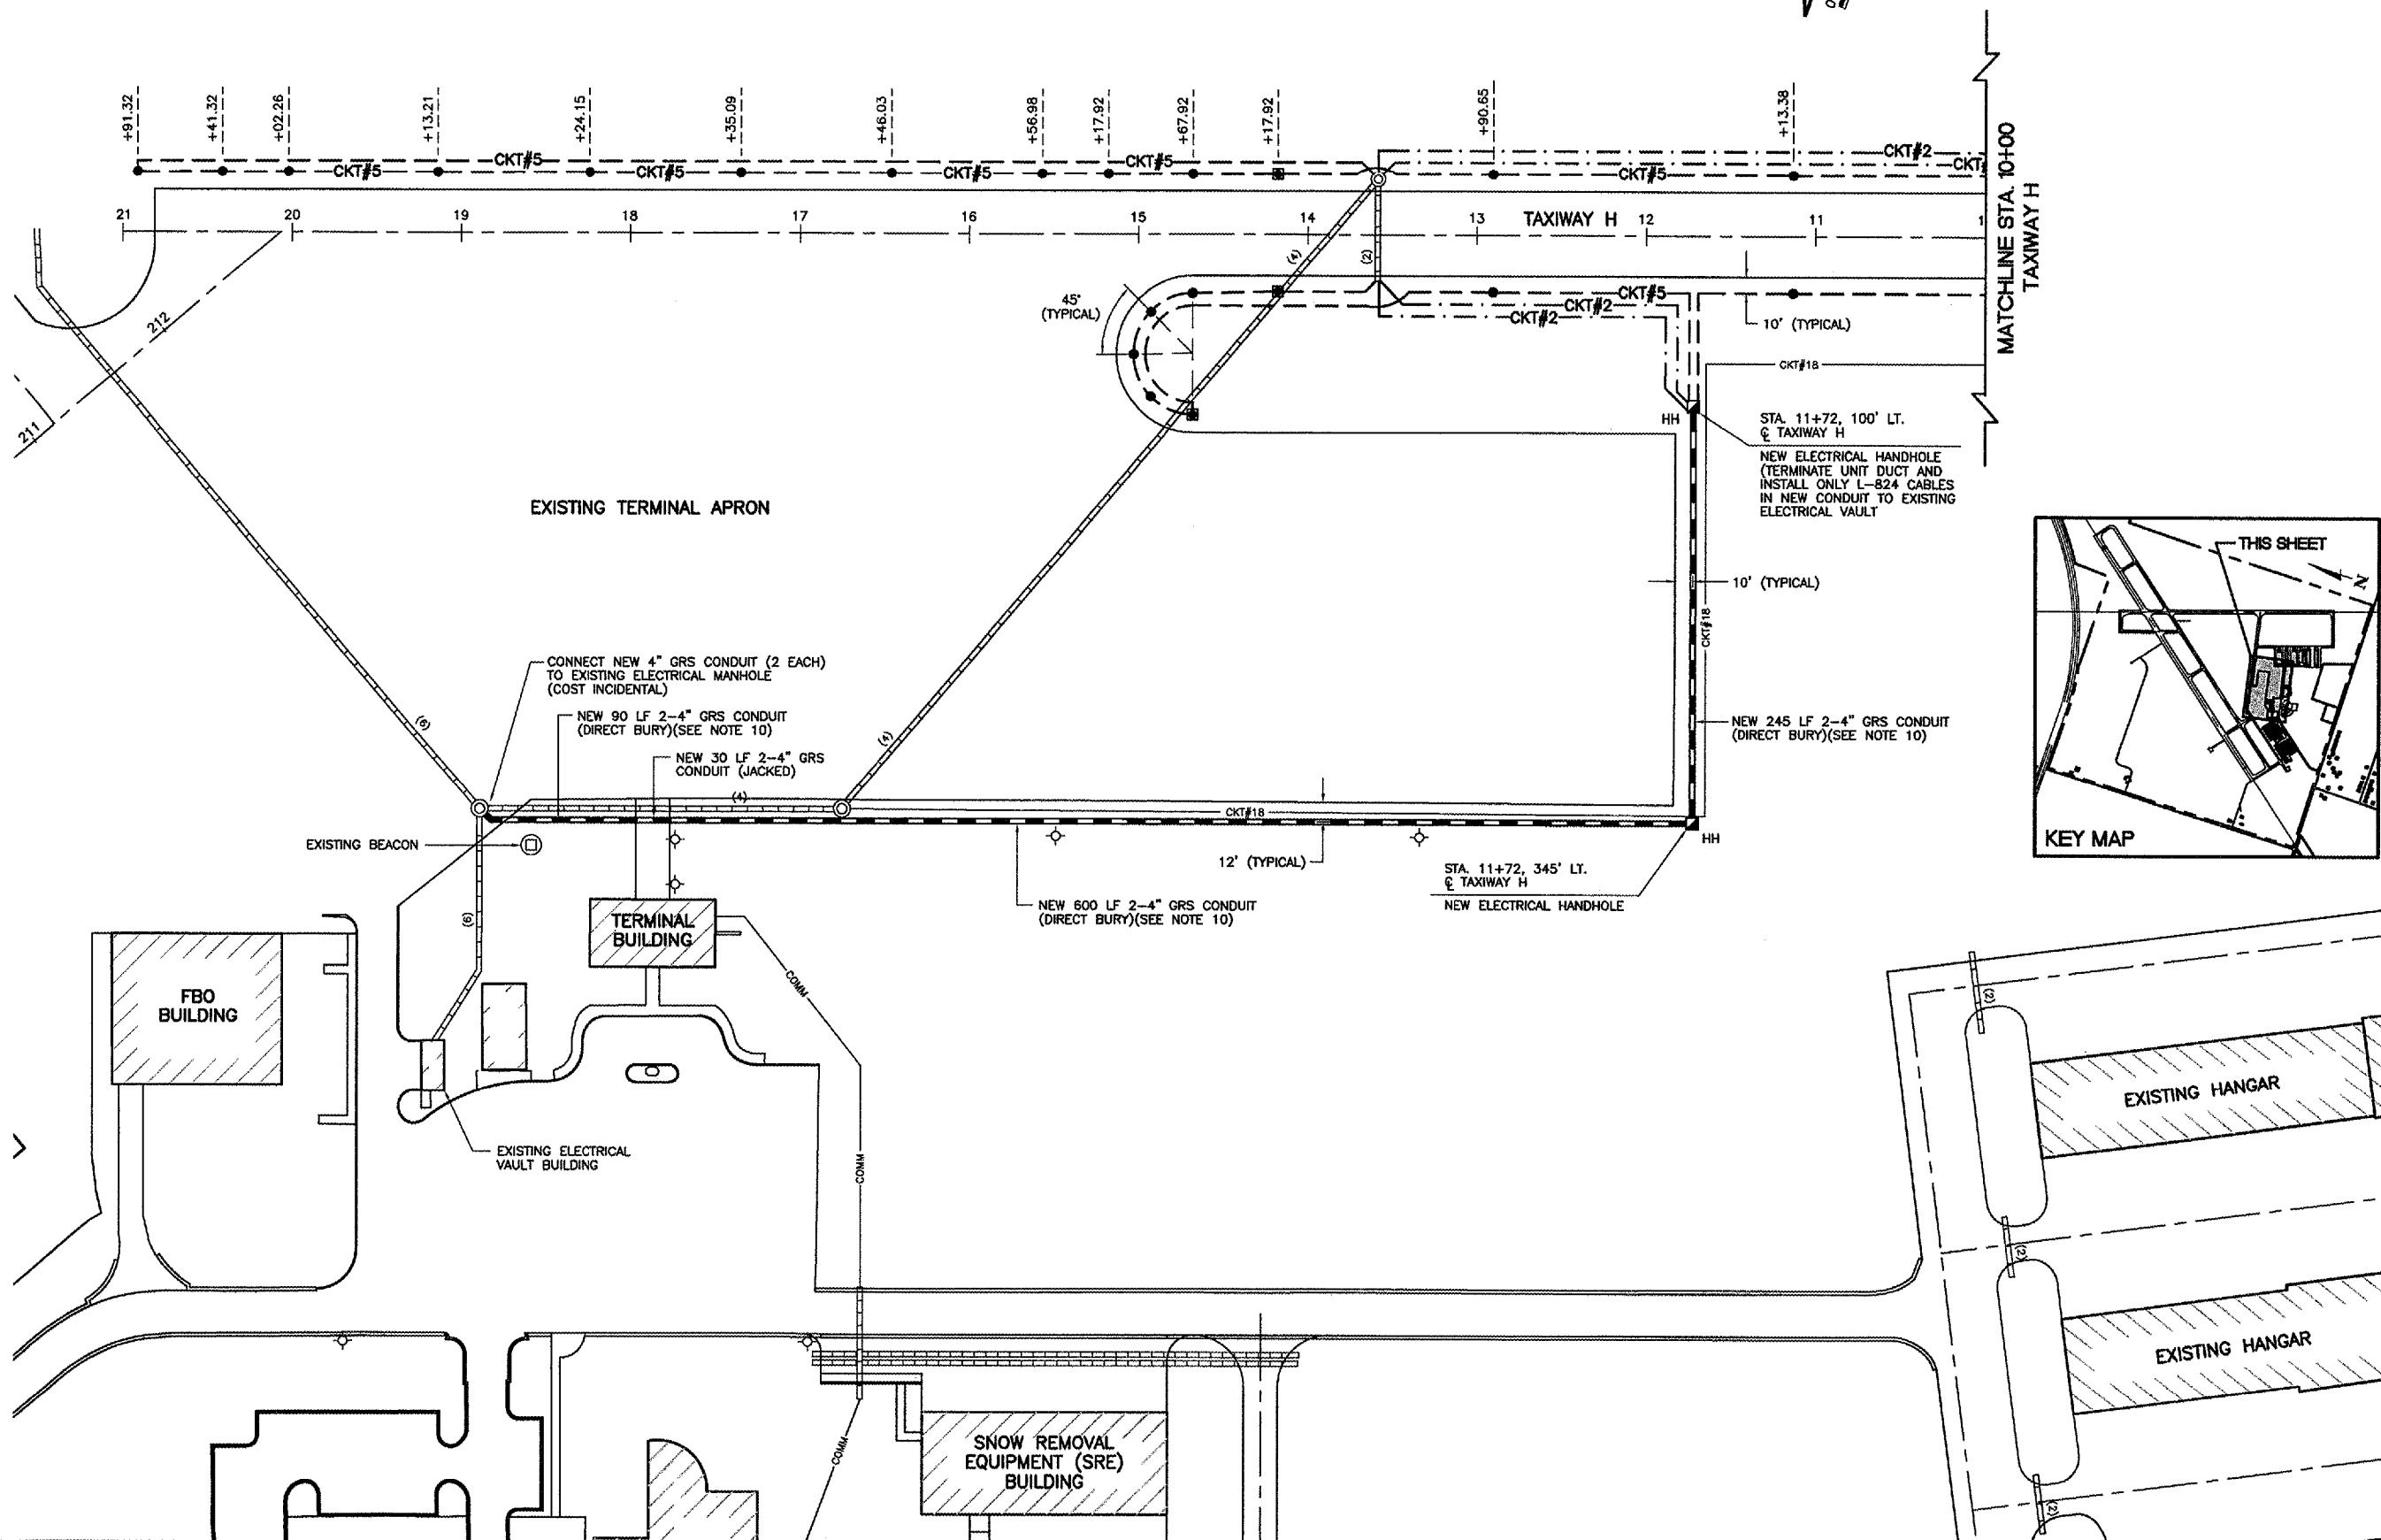 +91.32
+41.32
+02.26
+13.21
+24.15
+35.09
+46.03
+56.98
+17.92
+67.92
+17.92
+90.65
+13.38
CKT#5
CKT#5
CKT#2
CKT#5
CKT#5
CKT#5
CKT#5
CKT#
MATCHLINE STA. 10+00
TAXIWAY H
21
20
19
18
17
16
15
14
13
TAXIWAY H
12
11
1
(4)
(2)
45°
(TYPICAL)
CKT#5
CKT#2
CKT#2
10' (TYPICAL)
CKT#18
212
211
HH
STA. 11+72, 100' LT.
℄ TAXIWAY H
NEW ELECTRICAL HANDHOLE
(TERMINATE UNIT DUCT AND
INSTALL ONLY L-824 CABLES
IN NEW CONDUIT TO EXISTING
ELECTRICAL VAULT
EXISTING TERMINAL APRON
THIS SHEET
N
KEY MAP
10' (TYPICAL)
CKT#18
CONNECT NEW 4" GRS CONDUIT (2 EACH)
TO EXISTING ELECTRICAL MANHOLE
(COST INCIDENTAL)
NEW 90 LF 2-4" GRS CONDUIT
(DIRECT BURY)(SEE NOTE 10)
NEW 30 LF 2-4" GRS
CONDUIT (JACKED)
NEW 245 LF 2-4" GRS CONDUIT
(DIRECT BURY)(SEE NOTE 10)
(6)
(4)
(4)
CKT#18
EXISTING BEACON
12' (TYPICAL)
HH
STA. 11+72, 345' LT.
℄ TAXIWAY H
NEW ELECTRICAL HANDHOLE
NEW 600 LF 2-4" GRS CONDUIT
(DIRECT BURY)(SEE NOTE 10)
(9)
TERMINAL
BUILDING
COMM
FBO
BUILDING
(2)
EXISTING HANGAR
EXISTING ELECTRICAL
VAULT BUILDING
COMM
(2)
EXISTING HANGAR
COMM
SNOW REMOVAL
EQUIPMENT (SRE)
BUILDING
(2)